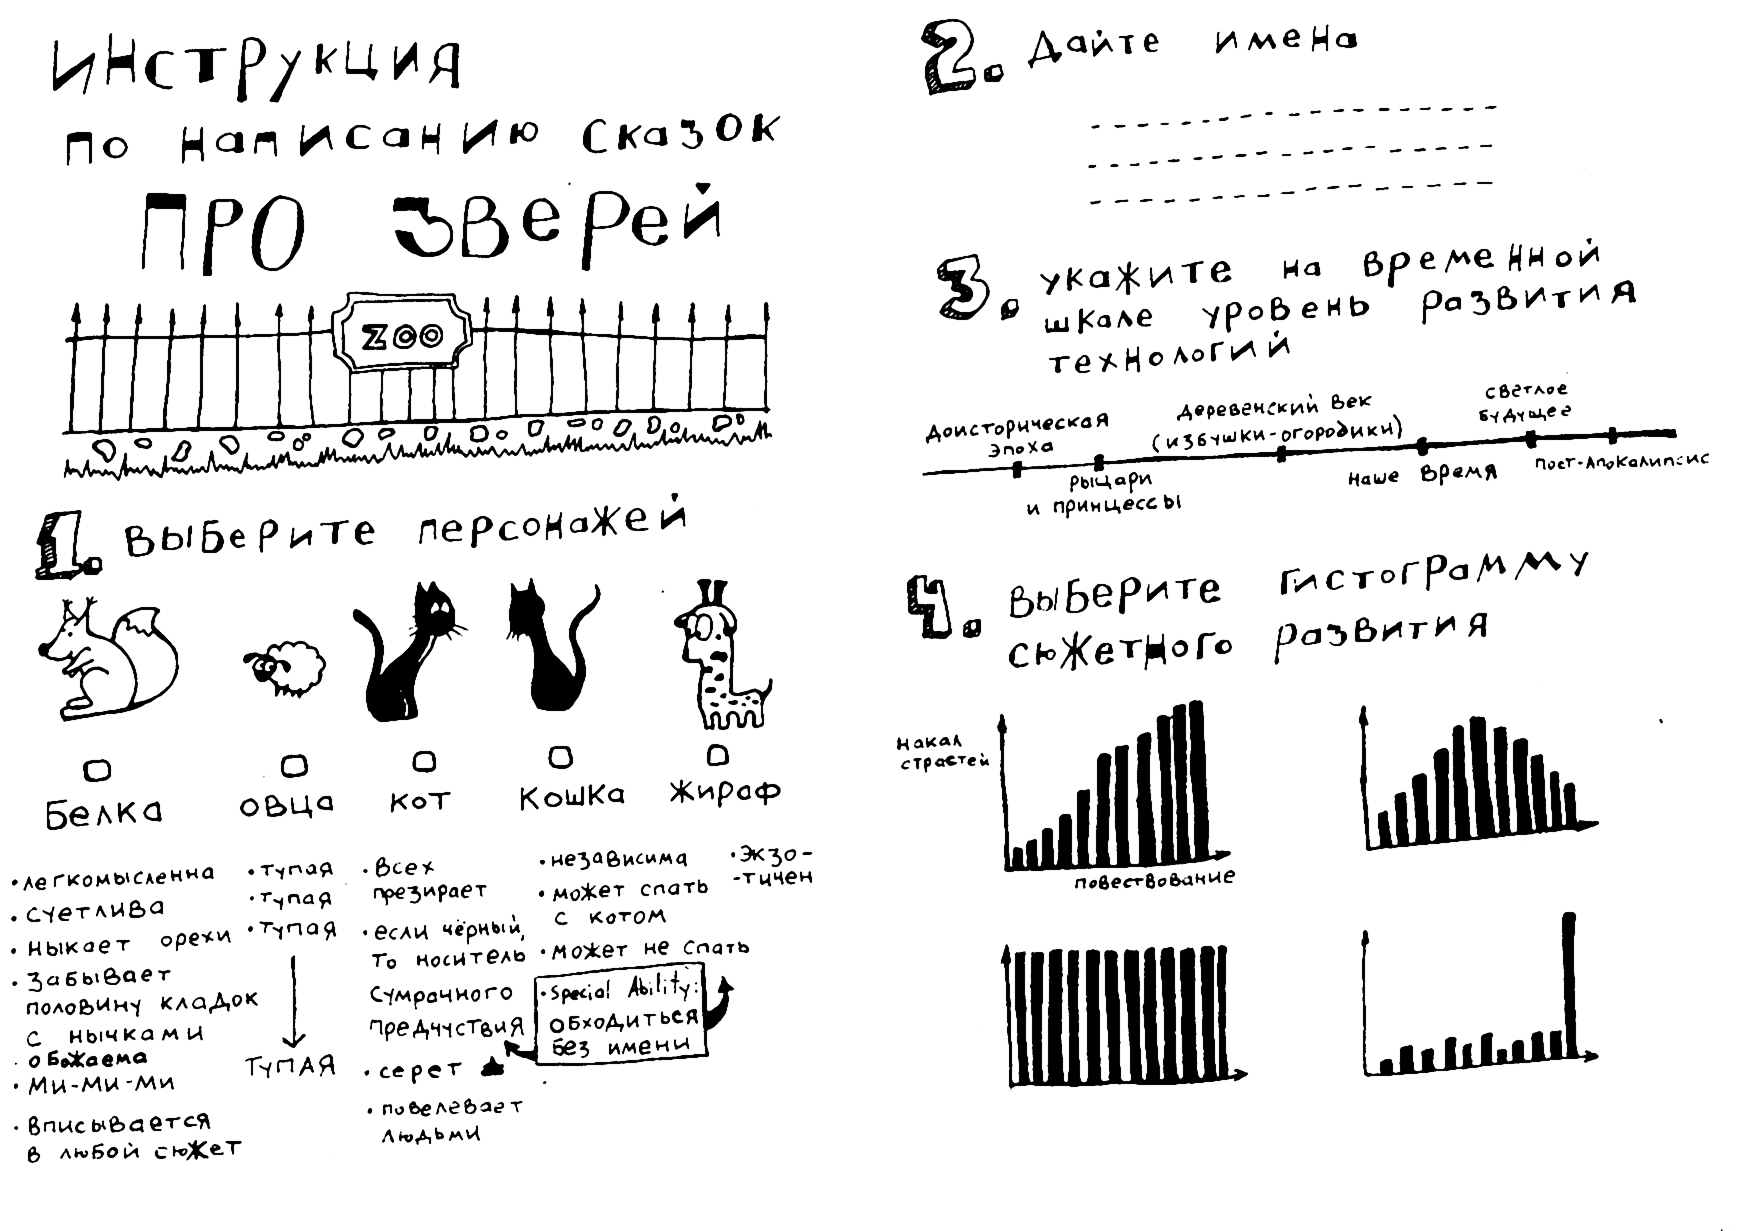 Инструкция
по написанию сказок
ПРО ЗВЕРЕЙ
ZOO
1. Выберите персонажей
Белка
овца
кот
Кошка
жираф
• легкомысленна
• суетлива
• ныкает орехи
• Забывает
половину кладок
с нычками
• обожаема
• ми-ми-ми
• вписывается
в любой сюжет
• тупая
• тупая
• тупая
ТУПАЯ
• Всех
презирает
• если чёрный,
то носитель
сумрачного
предчуствия
• серет
• повелевает
людьми
• независима
• может спать
с котом
• может не спать
• Special Ability:
обходиться
без имени
• Экзо-
-тичен
2. Дайте имена
3. укажите на временной
шкале уровень развития
технологий
Доисторическая
эпоха
Рыцари
и принцессы
Деревенский век
(избушки-огородики)
Наше время
светлое
будущее
Пост-апокалипсис
4. Выберите гистограмму
сюжетного развития
накал
страстей
повествование